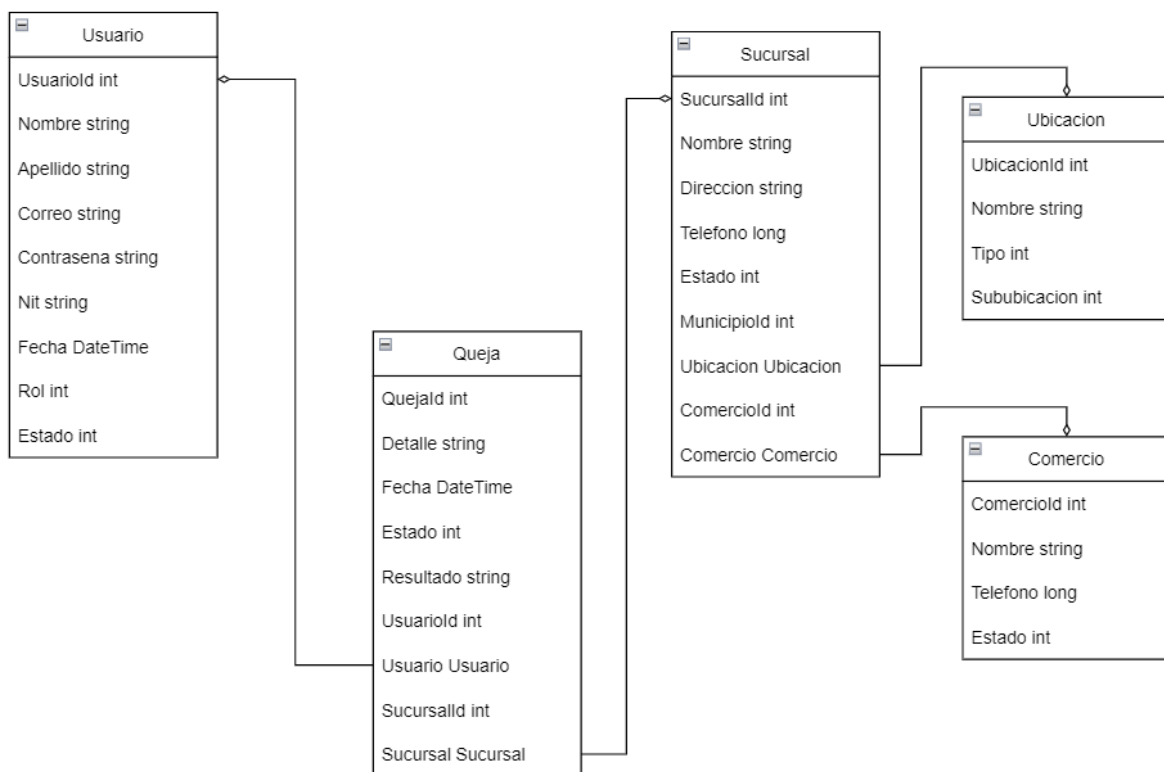 Usuario
UsuarioId int
Nombre string
Apellido string
Correo string
Contrasena string
Nit string
Fecha DateTime
Rol int
Estado int
Queja
QuejaId int
Detalle string
Fecha DateTime
Estado int
Resultado string
UsuarioId int
Usuario Usuario
SucursalId int
Sucursal Sucursal
Sucursal
SucursalId int
Nombre string
Direccion string
Telefono long
Estado int
MunicipioId int
Ubicacion Ubicacion
ComercioId int
Comercio Comercio
Ubicacion
UbicacionId int
Nombre string
Tipo int
Sububicacion int
Comercio
ComercioId int
Nombre string
Telefono long
Estado int